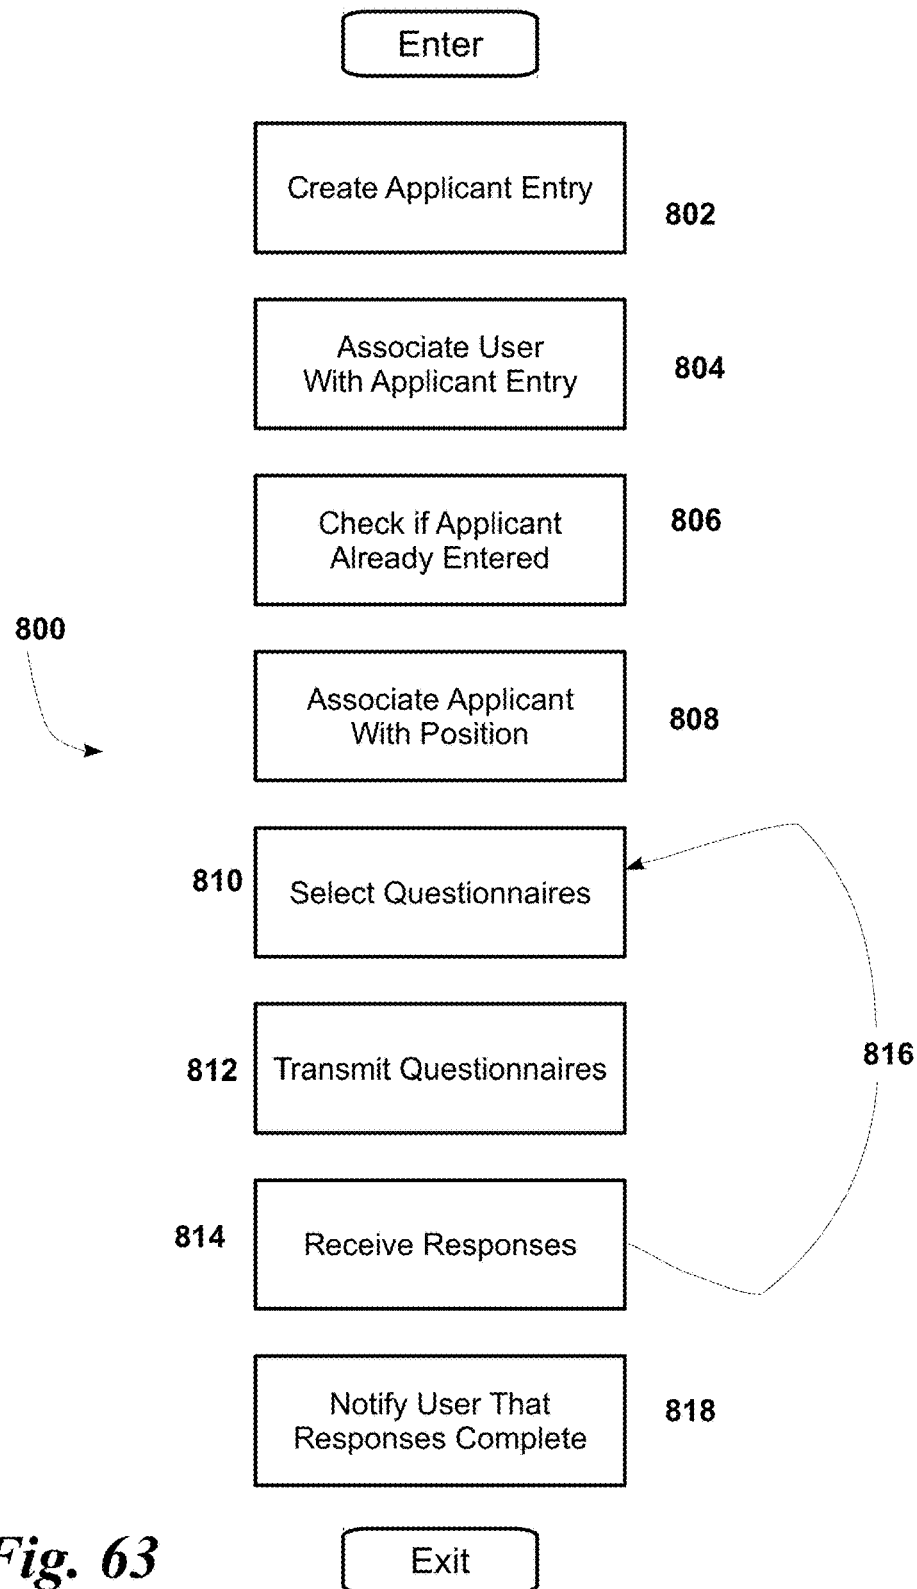 Enter
Create Applicant Entry
802
Associate User
With Applicant Entry
804
Check if Applicant
Already Entered
806
800
Associate Applicant
With Position
808
810
Select Questionnaires
812
Transmit Questionnaires
816
814
Receive Responses
Notify User That
Responses Complete
818
Fig. 63
Exit